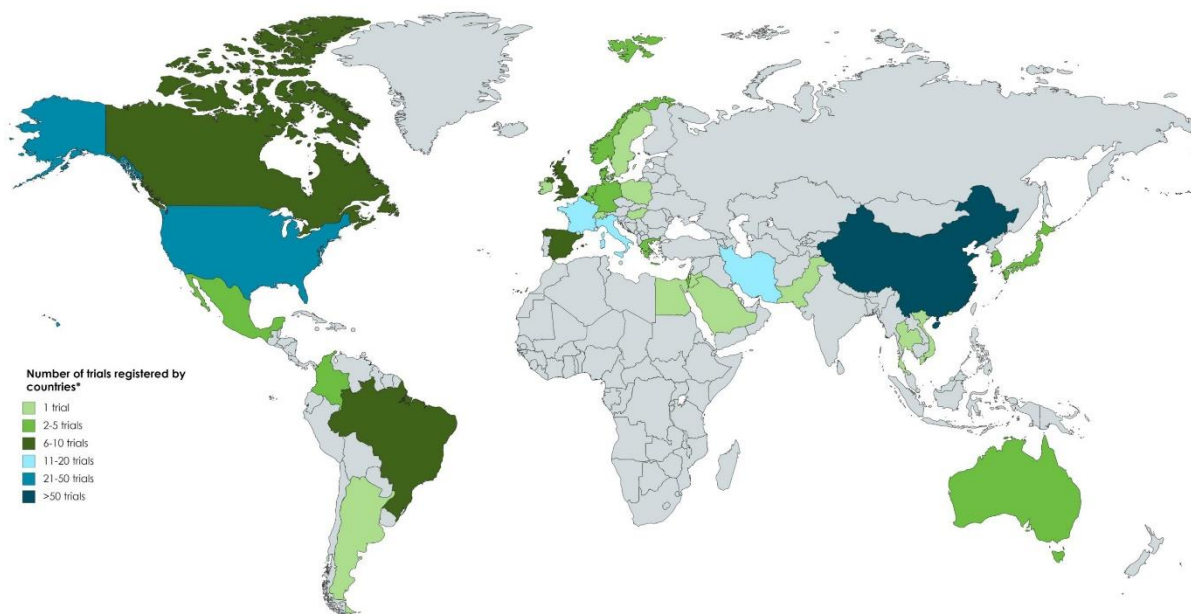 Number of trials registered by
countries*
1 trial
2-5 trials
6-10 trials
11-20 trials
21-50 trials
>50 trials